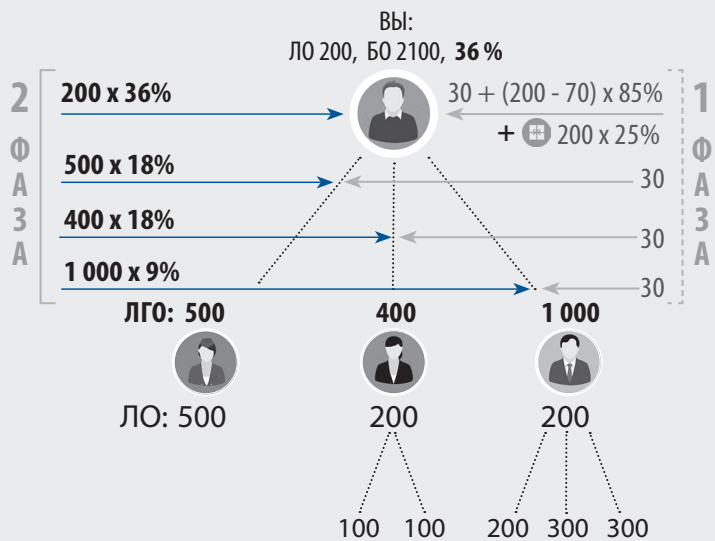 ВЫ:
ЛО 200, БО 2100, 36 %
2 ФАЗА
1 ФАЗА
200 x 36%
30 + (200 - 70) x 85%
+ 200 x 25%
500 x 18%
30
400 x 18%
30
1 000 x 9%
30
ЛГО: 500 400 1 000
ЛО: 500 200 200
100 100 200 300 300